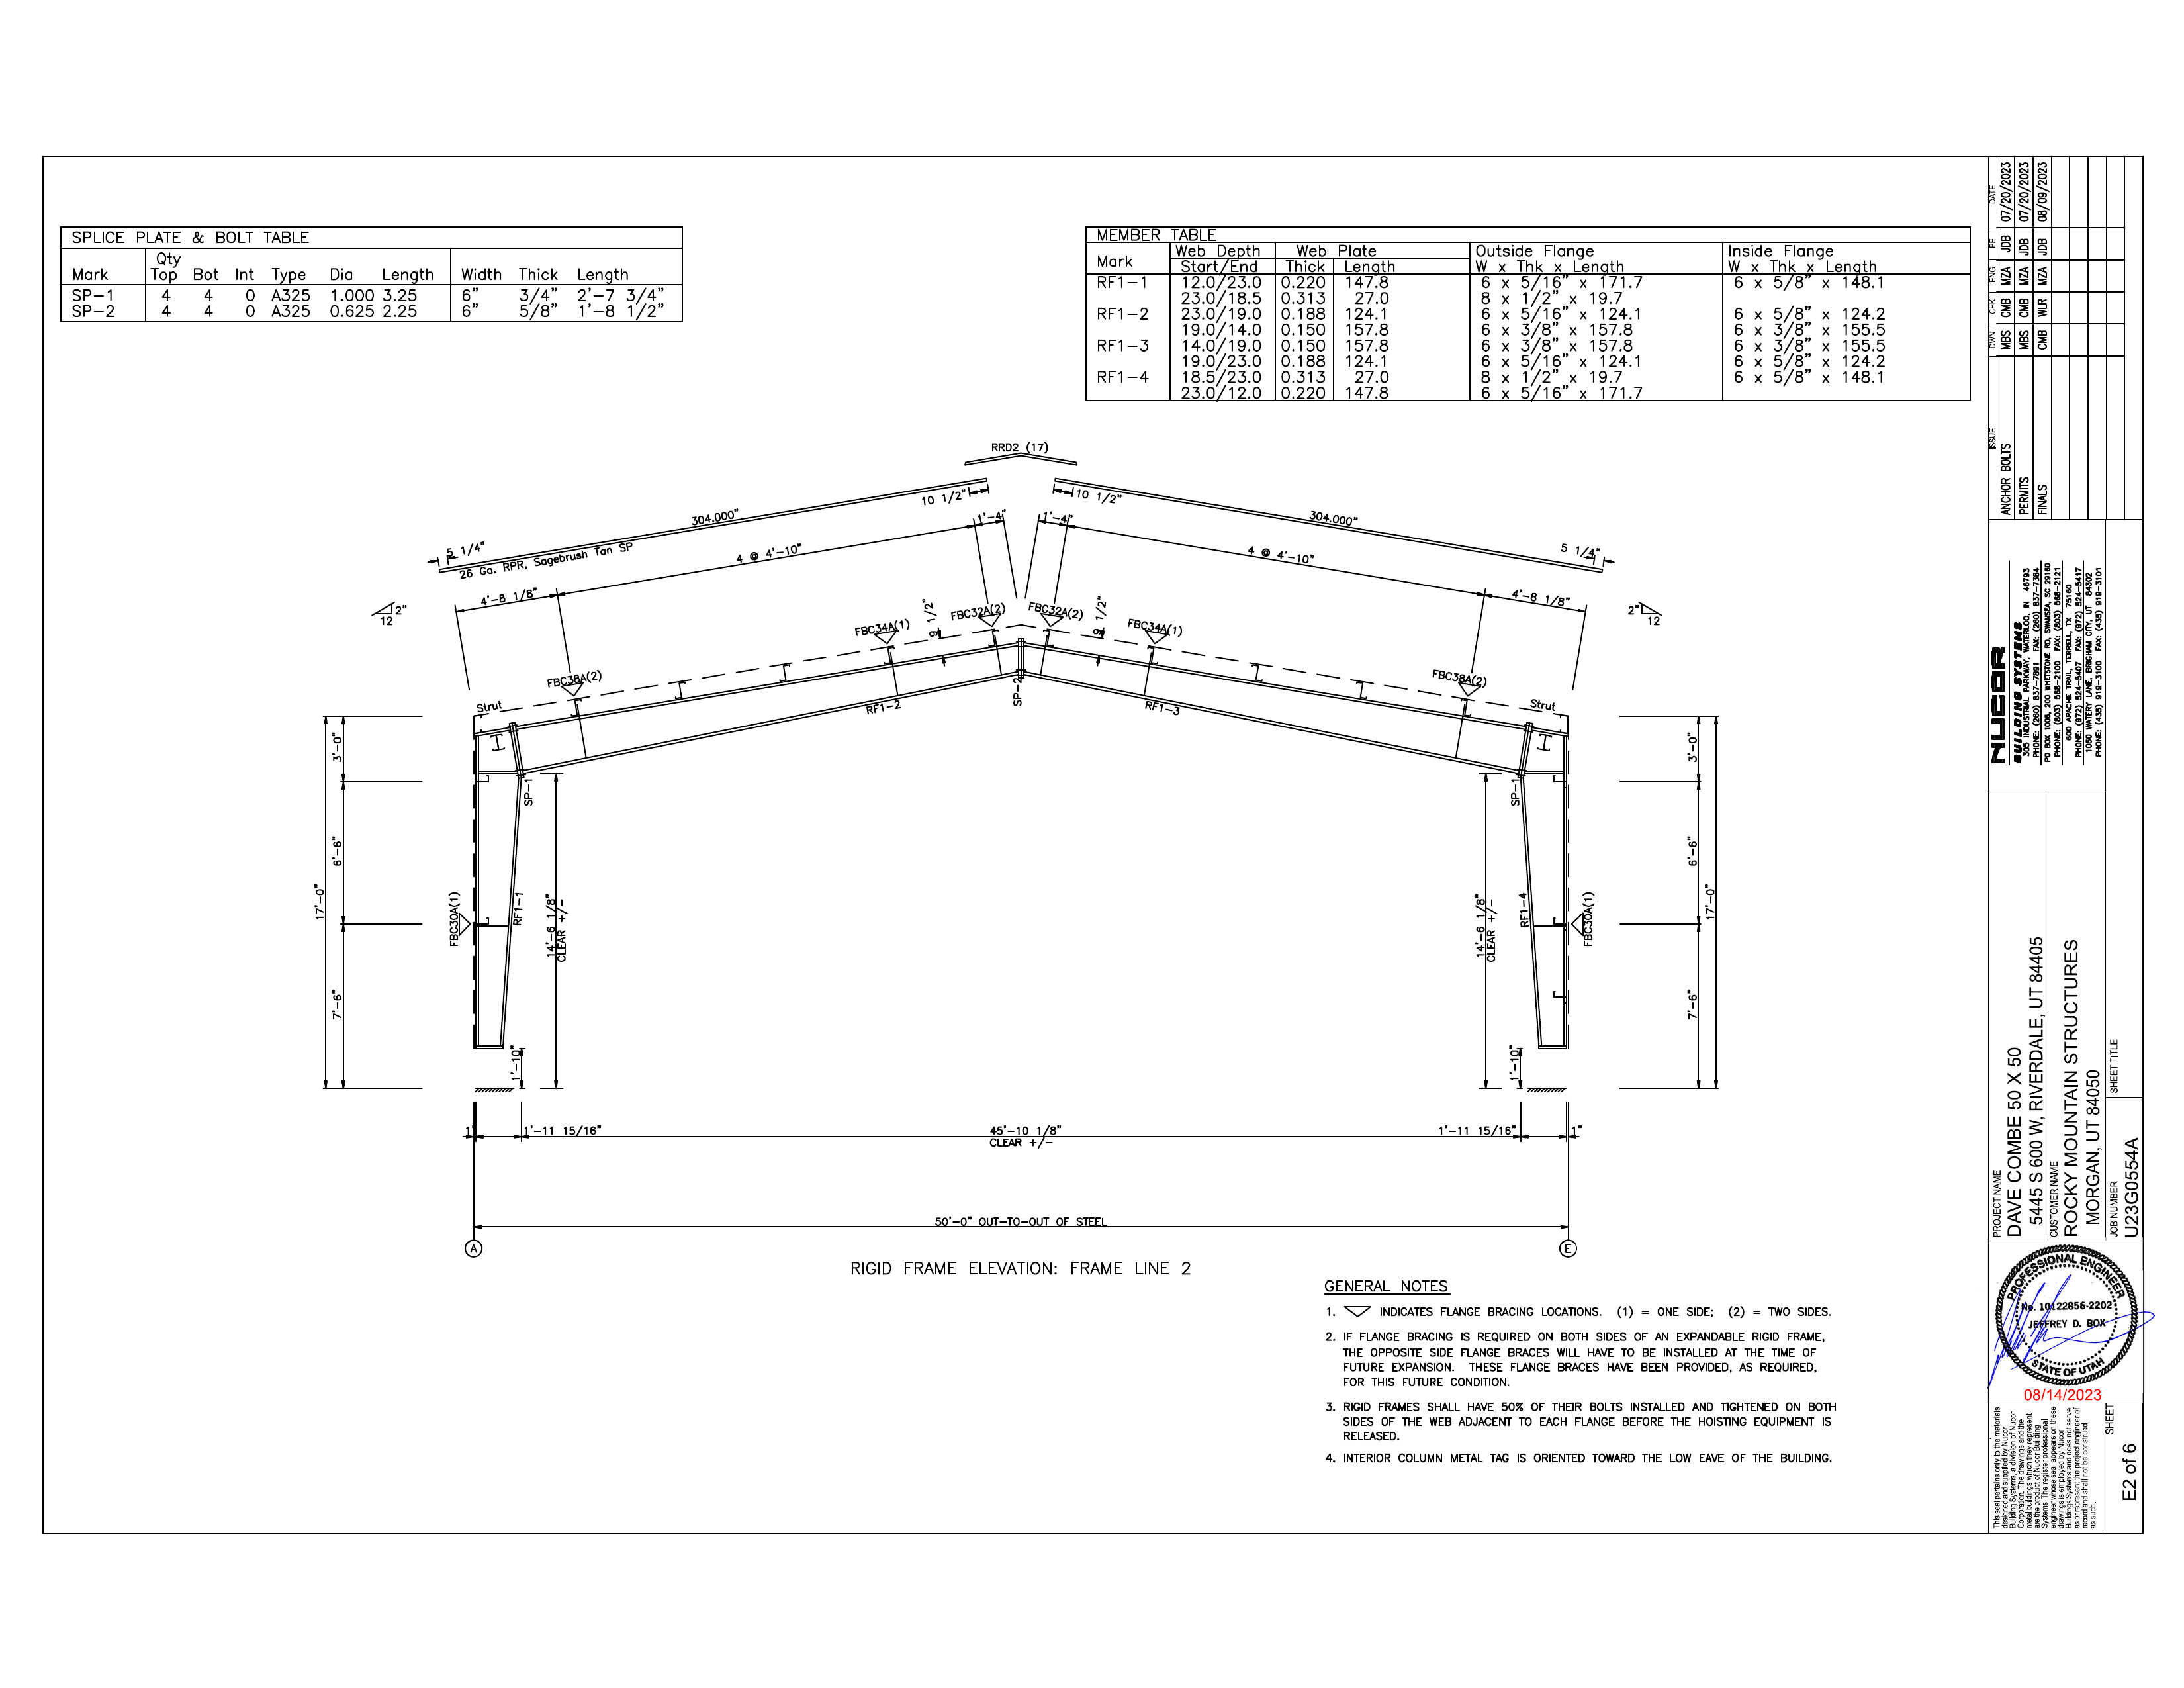 SPLICE PLATE & BOLT TABLE
Mark Qty Top Bot Int Type Dia Length Width Thick Length
SP-1 4 4 0 A325 1.000 3.25 6" 3/4" 2'-7 3/4"
SP-2 4 4 0 A325 0.625 2.25 6" 5/8" 1'-8 1/2"
MEMBER TABLE
Mark Web Depth Web Plate Outside Flange Inside Flange
Start/End Thick Length W x Thk x Length W x Thk x Length
RF1-1 12.0/23.0 0.220 147.8 6 x 5/16" x 171.7 6 x 5/8" x 148.1
23.0/18.5 0.313 27.0 8 x 1/2" x 19.7
RF1-2 23.0/19.0 0.188 124.1 6 x 5/16" x 124.1 6 x 5/8" x 124.2
19.0/14.0 0.150 157.8 6 x 3/8" x 157.8 6 x 3/8" x 155.5
RF1-3 14.0/19.0 0.150 157.8 6 x 3/8" x 157.8 6 x 3/8" x 155.5
19.0/23.0 0.188 124.1 6 x 5/16" x 124.1 6 x 5/8" x 124.2
RF1-4 18.5/23.0 0.313 27.0 8 x 1/2" x 19.7 6 x 5/8" x 148.1
23.0/12.0 0.220 147.8 6 x 5/16" x 171.7
RRD2 (17)
10 1/2" 10 1/2"
304.000" 304.000"
1'-4" 1'-4"
5 1/4" 5 1/4"
26 Ga. RPR, Sagebrush Tan SP
4 @ 4'-10" 4 @ 4'-10"
4'-8 1/8" 4'-8 1/8"
2" 2"
12 12
FBC34A(1) 9 1/2" FBC32A(2) FBC32A(2) 9 1/2" FBC34A(1)
FBC38A(2) FBC38A(2)
Strut Strut
RF1-2 SP-2 RF1-3
3'-0" 3'-0"
SP-1 SP-1
6'-6" 6'-6"
17'-0" 17'-0"
FBC30A(1) RF1-1 14'-6 1/8" RF1-4 FBC30A(1)
CLEAR +/-
14'-6 1/8"
CLEAR +/-
7'-6" 7'-6"
1'-10" 1'-10"
1" 1'-11 15/16" 45'-10 1/8" 1'-11 15/16" 1"
CLEAR +/-
50'-0" OUT-TO-OUT OF STEEL
A E
RIGID FRAME ELEVATION: FRAME LINE 2
GENERAL NOTES
1. INDICATES FLANGE BRACING LOCATIONS. (1) = ONE SIDE; (2) = TWO SIDES.
2. IF FLANGE BRACING IS REQUIRED ON BOTH SIDES OF AN EXPANDABLE RIGID FRAME,
THE OPPOSITE SIDE FLANGE BRACES WILL HAVE TO BE INSTALLED AT THE TIME OF
FUTURE EXPANSION. THESE FLANGE BRACES HAVE BEEN PROVIDED, AS REQUIRED,
FOR THIS FUTURE CONDITION.
3. RIGID FRAMES SHALL HAVE 50% OF THEIR BOLTS INSTALLED AND TIGHTENED ON BOTH
SIDES OF THE WEB ADJACENT TO EACH FLANGE BEFORE THE HOISTING EQUIPMENT IS
RELEASED.
4. INTERIOR COLUMN METAL TAG IS ORIENTED TOWARD THE LOW EAVE OF THE BUILDING.
ISSUE DWN CHK ENG PE DATE
ANCHOR BOLTS MBS CMB MZA JDB 07/20/2023
PERMITS MBS CMB MZA JDB 07/20/2023
FINALS CMB WLR MZA JDB 08/09/2023
NUCOR
BUILDING SYSTEMS
305 INDUSTRIAL PARKWAY, WATERLOO, IN 46793
PHONE: (260) 837-7891 FAX: (260) 837-7384
PO BOX 1006, 200 WHETSTONE RD, SWANSEA, SC 29160
PHONE: (803) 568-2100 FAX: (803) 568-2121
600 APACHE TRAIL, TERRELL, TX 75160
PHONE: (972) 524-5407 FAX: (972) 524-5417
1050 WATERY LANE, BRIGHAM CITY, UT 84302
PHONE: (435) 919-3100 FAX: (435) 919-3101
PROJECT NAME
DAVE COMBE 50 X 50
5445 S 600 W, RIVERDALE, UT 84405
CUSTOMER NAME
ROCKY MOUNTAIN STRUCTURES
MORGAN, UT 84050
JOB NUMBER
U23G0554A
SHEET TITLE
PROFESSIONAL ENGINEER
No. 10122856-2202
JEFFREY D. BOX
STATE OF UTAH
08/14/2023
This seal pertains only to the materials
designed and supplied by Nucor
Building Systems, a division of Nucor
Corporation. The drawings and the
metal buildings which they represent
are the product of Nucor Building
Systems. The register professional
engineer whose seal appears on these
drawings is employed by Nucor
Buildings Systems and does not serve
as or represent the project engineer of
record and shall not be construed
as such.
SHEET
E2 of 6